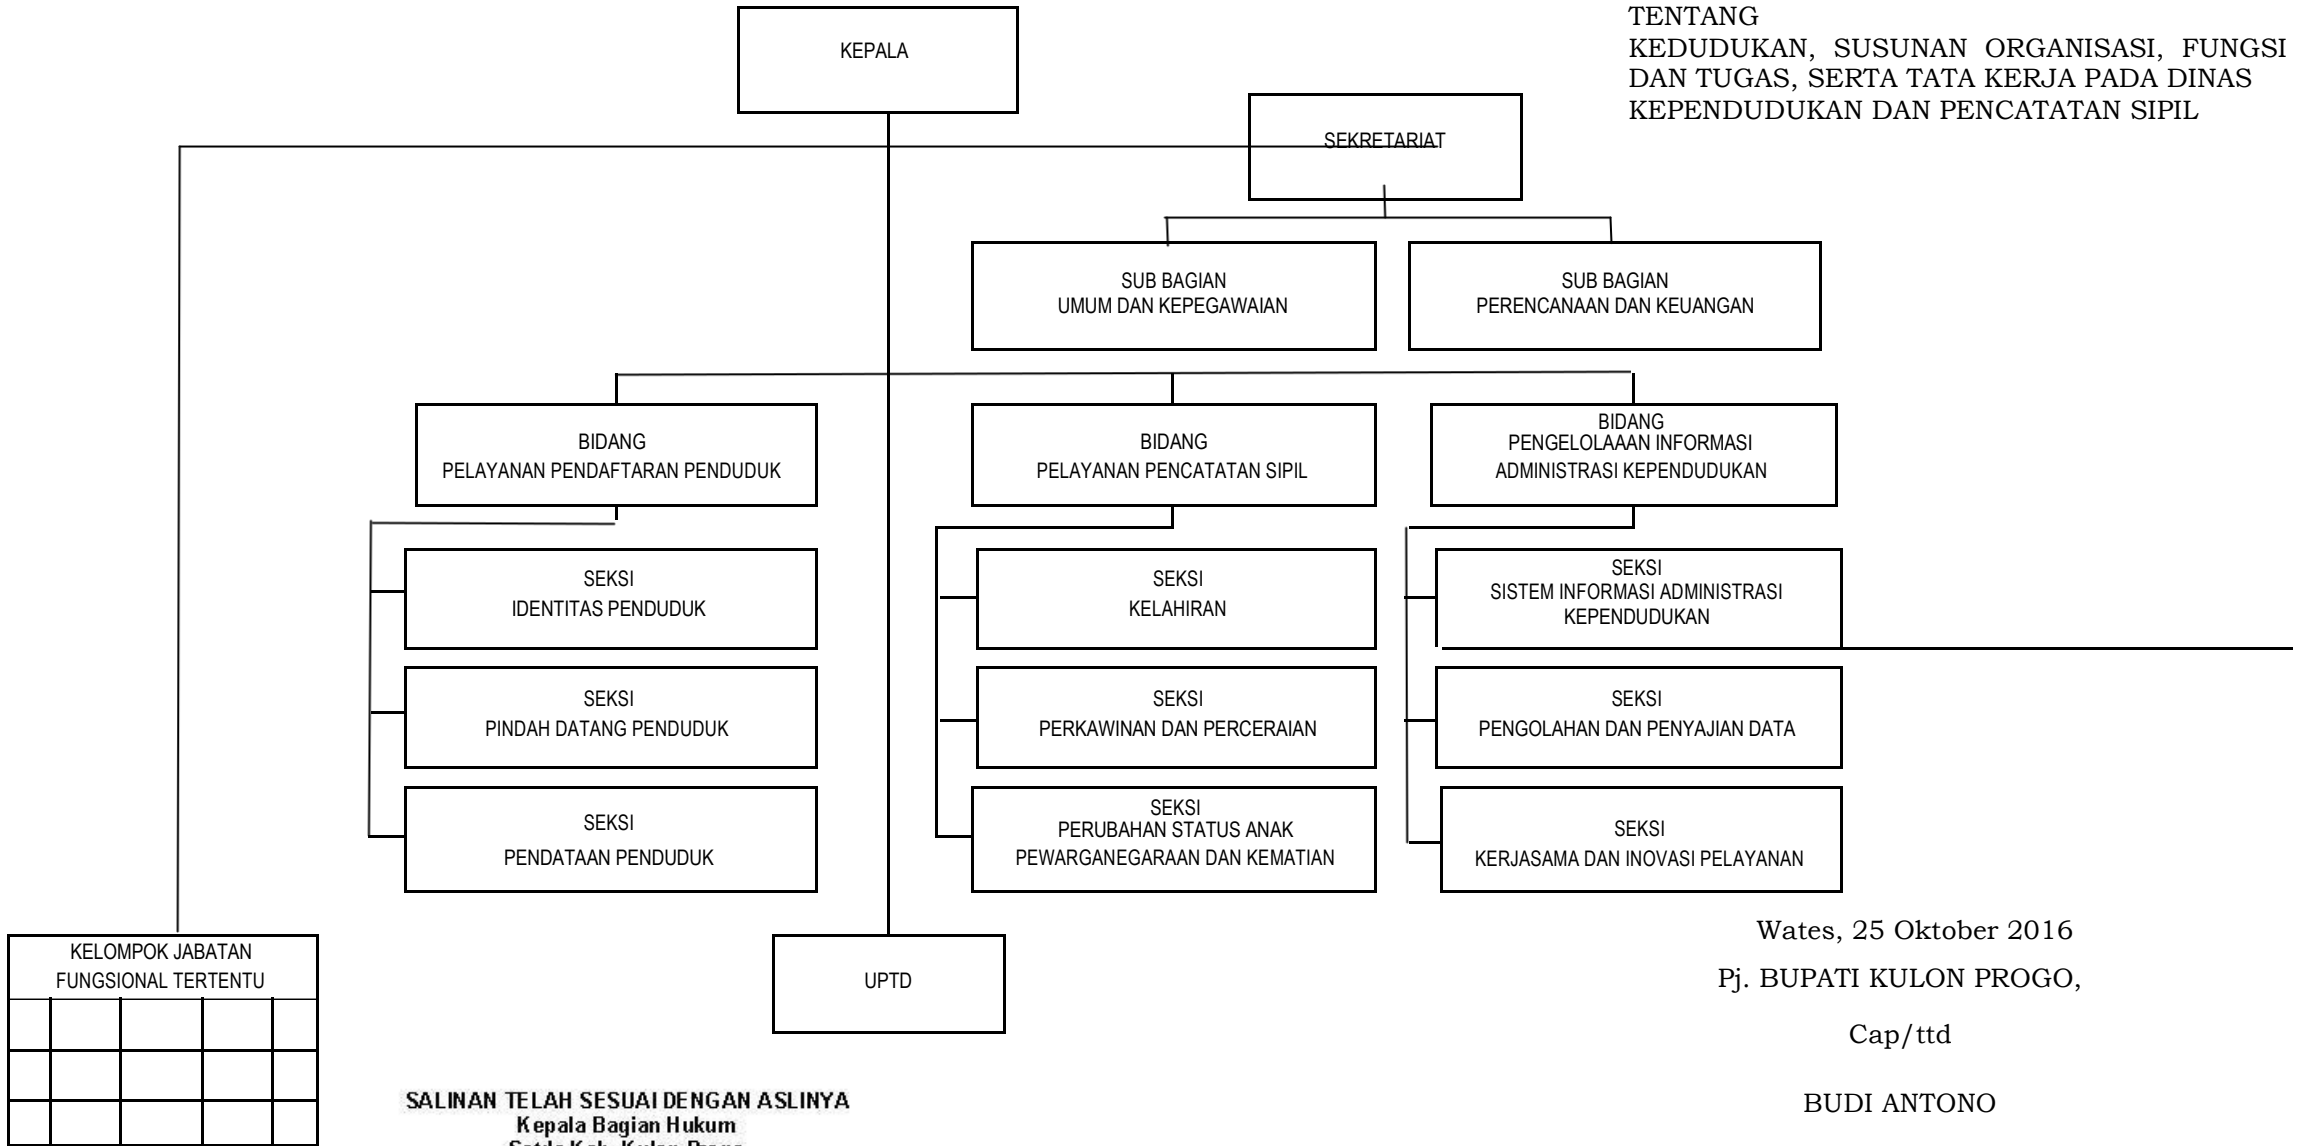 TENTANG
KEDUDUKAN, SUSUNAN ORGANISASI, FUNGSI
DAN TUGAS, SERTA TATA KERJA PADA DINAS
KEPENDUDUKAN DAN PENCATATAN SIPIL
KEPALA
SEKRETARIAT
SUB BAGIAN
UMUM DAN KEPEGAWAIAN
SUB BAGIAN
PERENCANAAN DAN KEUANGAN
BIDANG
PELAYANAN PENDAFTARAN PENDUDUK
BIDANG
PELAYANAN PENCATATAN SIPIL
BIDANG
PENGELOLAAAN INFORMASI
ADMINISTRASI KEPENDUDUKAN
SEKSI
IDENTITAS PENDUDUK
SEKSI
KELAHIRAN
SEKSI
SISTEM INFORMASI ADMINISTRASI
KEPENDUDUKAN
SEKSI
PINDAH DATANG PENDUDUK
SEKSI
PERKAWINAN DAN PERCERAIAN
SEKSI
PENGOLAHAN DAN PENYAJIAN DATA
SEKSI
PENDATAAN PENDUDUK
SEKSI
PERUBAHAN STATUS ANAK
PEWARGANEGARAAN DAN KEMATIAN
SEKSI
KERJASAMA DAN INOVASI PELAYANAN
KELOMPOK JABATAN
FUNGSIONAL TERTENTU
UPTD
Wates, 25 Oktober 2016
Pj. BUPATI KULON PROGO,
Cap/ttd
BUDI ANTONO
SALINAN TELAH SESUAI DENGAN ASLINYA
Kepala Bagian Hukum